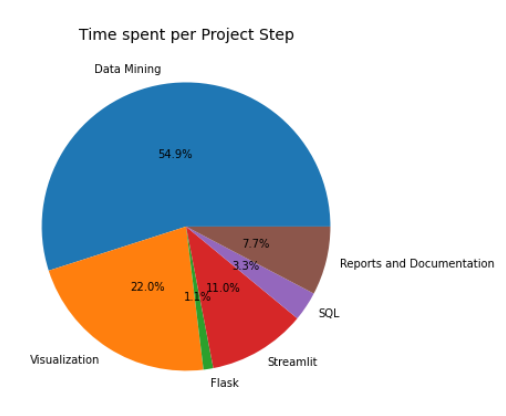 Time spent per Project Step
Data Mining
54.9%
7.7%
3.3%
Reports and Documentation
22.0%
11.0%
1.1%
SQL
Visualization
Streamlit
Flask